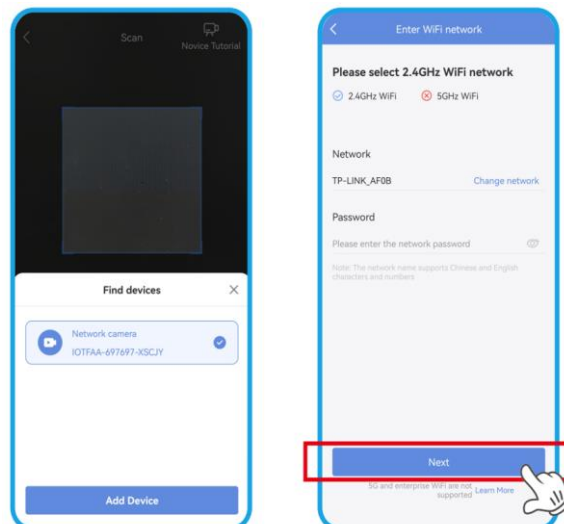 Scan
Novice Tutorial
Find devices
Network camera
IOTFAA-697697-XSCJY
Add Device
Enter WiFi network
Please select 2.4GHz WiFi network
2.4GHz WiFi
5GHz WiFi
Network
TP-LINK_AF0B
Change network
Password
Please enter the network password
Note: The network name supports Chinese and English
characters and numbers
Next
5G and enterprise WiFi are not
supported
Learn More